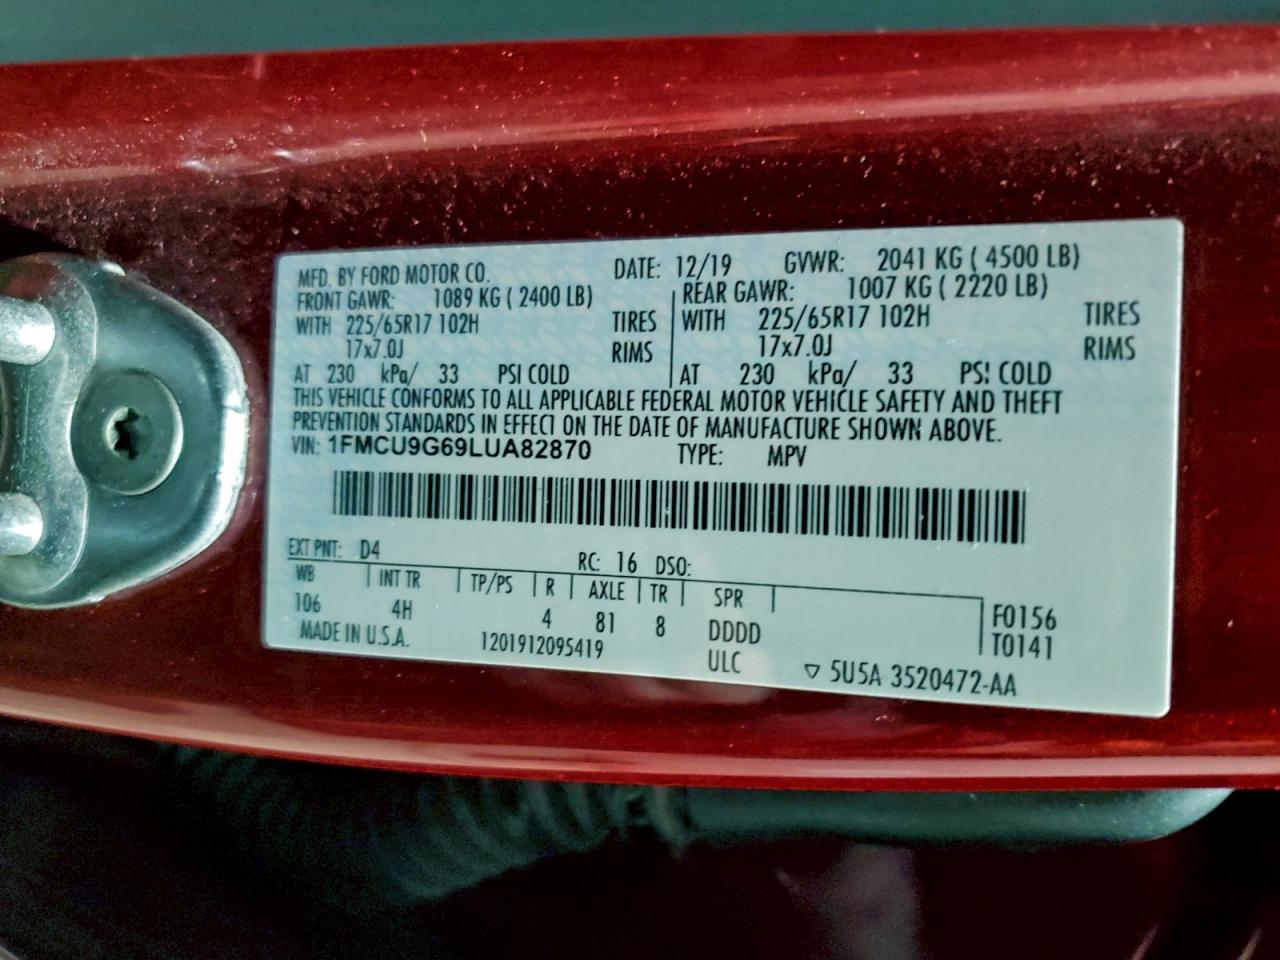 MFD. BY FORD MOTOR CO. DATE: 12/19 GVWR: 2041 KG ( 4500 LB)
FRONT GAWR: 1089 KG ( 2400 LB) REAR GAWR: 1007 KG ( 2220 LB)
WITH 225/65R17 102H TIRES WITH 225/65R17 102H TIRES
17x7.0J RIMS 17x7.0J RIMS
AT 230 kPa/ 33 PSI COLD AT 230 kPa/ 33 PSI COLD
THIS VEHICLE CONFORMS TO ALL APPLICABLE FEDERAL MOTOR VEHICLE SAFETY AND THEFT
PREVENTION STANDARDS IN EFFECT ON THE DATE OF MANUFACTURE SHOWN ABOVE.
VIN: 1FMCU9G69LUA82870 TYPE: MPV
EXT PNT: D4 RC: 16 DSO:
WB INT TR TP/PS R AXLE TR SPR
106 4H 4 81 8 DDDD F0156
MADE IN U.S.A. 1201912095419 ULC T0141
▽ 5U5A 3520472-AA